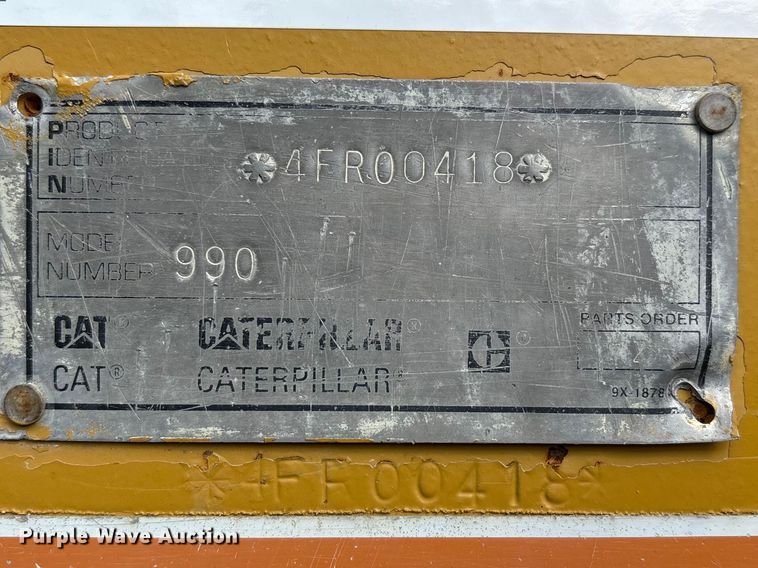 PRODUCT
IDENTIFICATION *4FR00418*
NUMBER
MODEL
NUMBER 990
CAT® CATERPILLAR® ®
PARTS ORDER
CAT® CATERPILLAR®
9X-1878
*4FR00418*
Purple Wave Auction